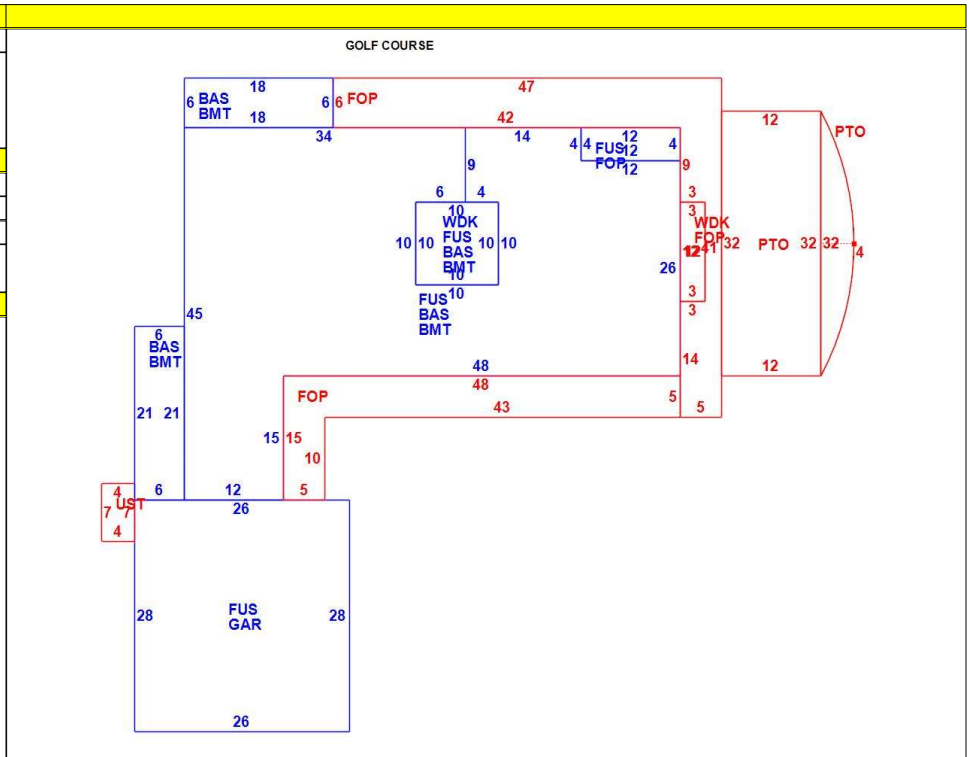 GOLF COURSE
18
47
6 BAS
BMT
6
6 FOP
12
18
42
PTO
34
14
4 4
12
4
FUS
12
FOP
12
9
9
6
4
3
10
3
WDK
FUS
BAS
BMT
10
10 10
10 10
10
WDK
FOP
12
41
32
PTO
32
32
4
26
FUS
BAS
BMT
3
3
45
6
BAS
BMT
14
12
48
48
FOP
5
43
5
21
21
15
15
10
4
6
12
5
UST
26
7
7
4
28
FUS
GAR
28
26